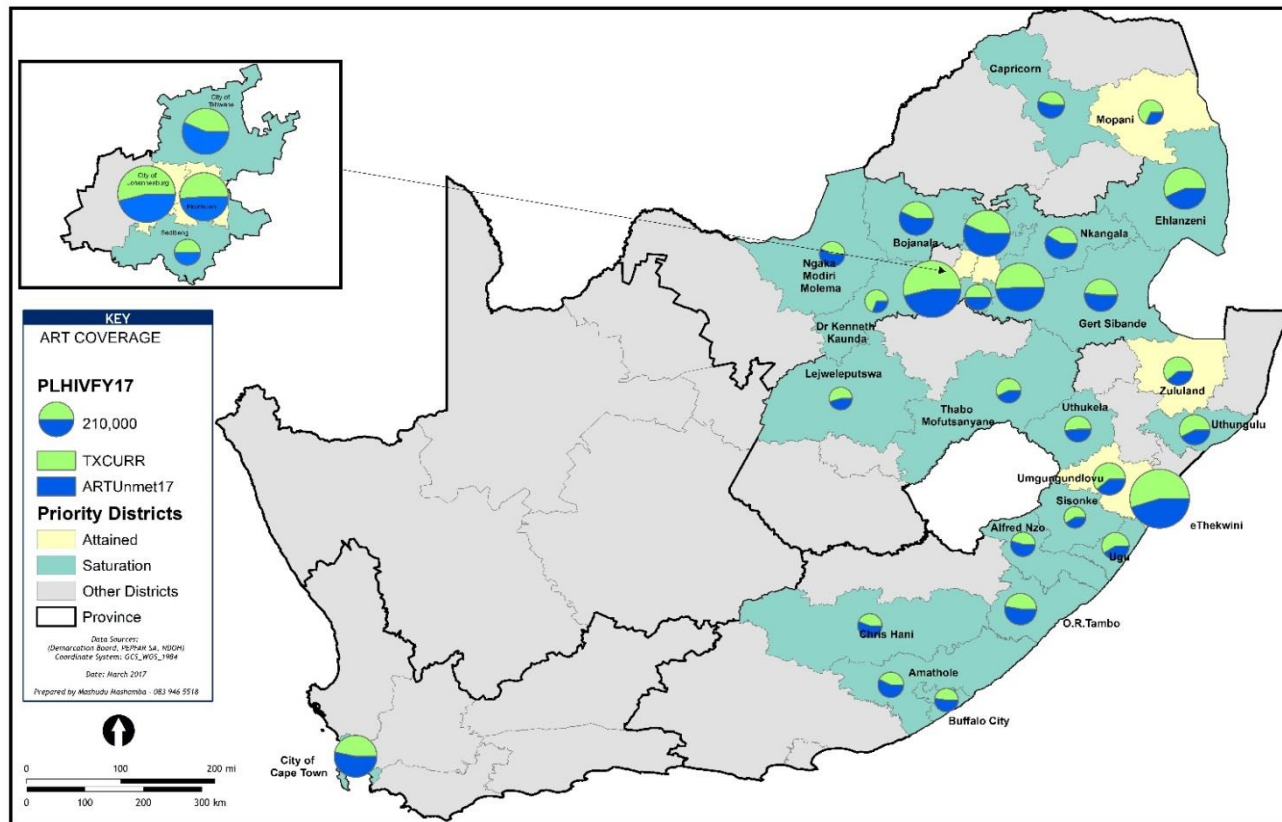 City of
Tshwane
City of
Johannesburg
Ekurhuleni
Sedibeng
Capricorn
Mopani
Ehlanzeni
Bojanala
Nkangala
Ngaka
Modiri
Molema
Gert Sibande
Dr Kenneth
Kaunda
Lejweleputswa
Zululand
Thabo
Mofutsanyane
Uthukela
Uthungulu
Umgungundlovu
Sisonke
eThekwini
Alfred Nzo
Ugu
O.R.Tambo
Chris Hani
Amathole
Buffalo City
City of
Cape Town
KEY
ART COVERAGE
PLHIVFY17
210,000
TXCURR
ARTUnmet17
Priority Districts
Attained
Saturation
Other Districts
Province
Data Sources:
(Demarcation Board, PEPFAR SA, NDOH)
Coordinate System: GCS_WGS_1984
Date: March 2017
Prepared by Mashudu Mashamba - 083 946 5518
0 100 200 mi
0 100 200 300 km